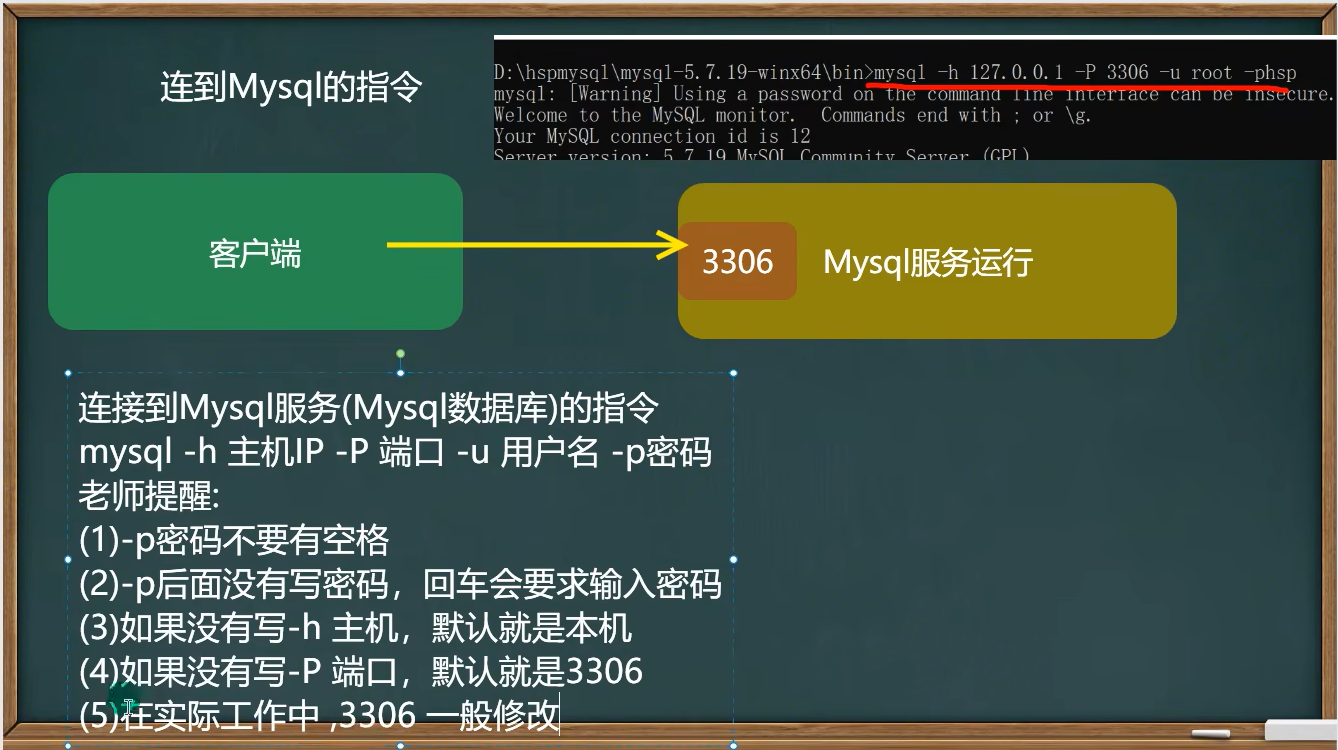 连到Mysql的指令
D:\hspmysql\mysql-5.7.19-winx64\bin>mysql -h 127.0.0.1 -P 3306 -u root -phsp
mysql: [Warning] Using a password on the command line interface can be insecure.
Welcome to the MySQL monitor.  Commands end with ; or \g.
Your MySQL connection id is 12
Server version: 5.7.19 MySQL Community Server (GPL)
客户端
3306
Mysql服务运行
连接到Mysql服务(Mysql数据库)的指令
mysql -h 主机IP -P 端口 -u 用户名 -p密码
老师提醒:
(1)-p密码不要有空格
(2)-p后面没有写密码，回车会要求输入密码
(3)如果没有写-h 主机，默认就是本机
(4)如果没有写-P 端口，默认就是3306
(5)在实际工作中 ,3306 一般修改